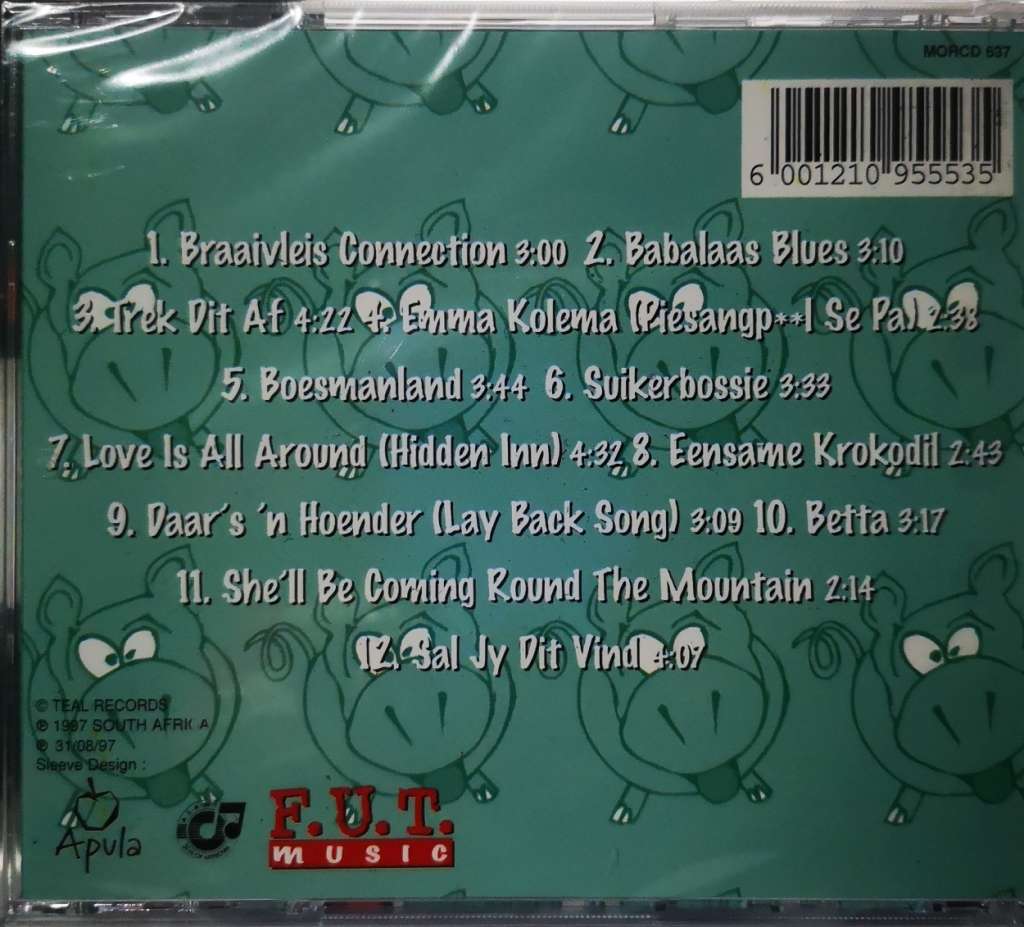 MORCD 637
6 001210 955535
1. Braaivleis Connection 3:00 2. Babalaas Blues 3:10
3. Trek Dit Af 4:22 4. Emma Kolema (Piesangp**l Se Pa) 2:38
5. Boesmanland 3:44 6. Suikerbossie 3:33
7. Love Is All Around (Hidden Inn) 4:32 8. Eensame Krokodil 2:43
9. Daar's 'n Hoender (Lay Back Song) 3:09 10. Betta 3:17
11. She'll Be Coming Round The Mountain 2:14
12. Sal Jy Dit Vind 4:07
© TEAL RECORDS
℗ 1997 SOUTH AFRICA
℗ 31/08/97
Sleeve Design :
Apula
F.U.T.
MUSIC